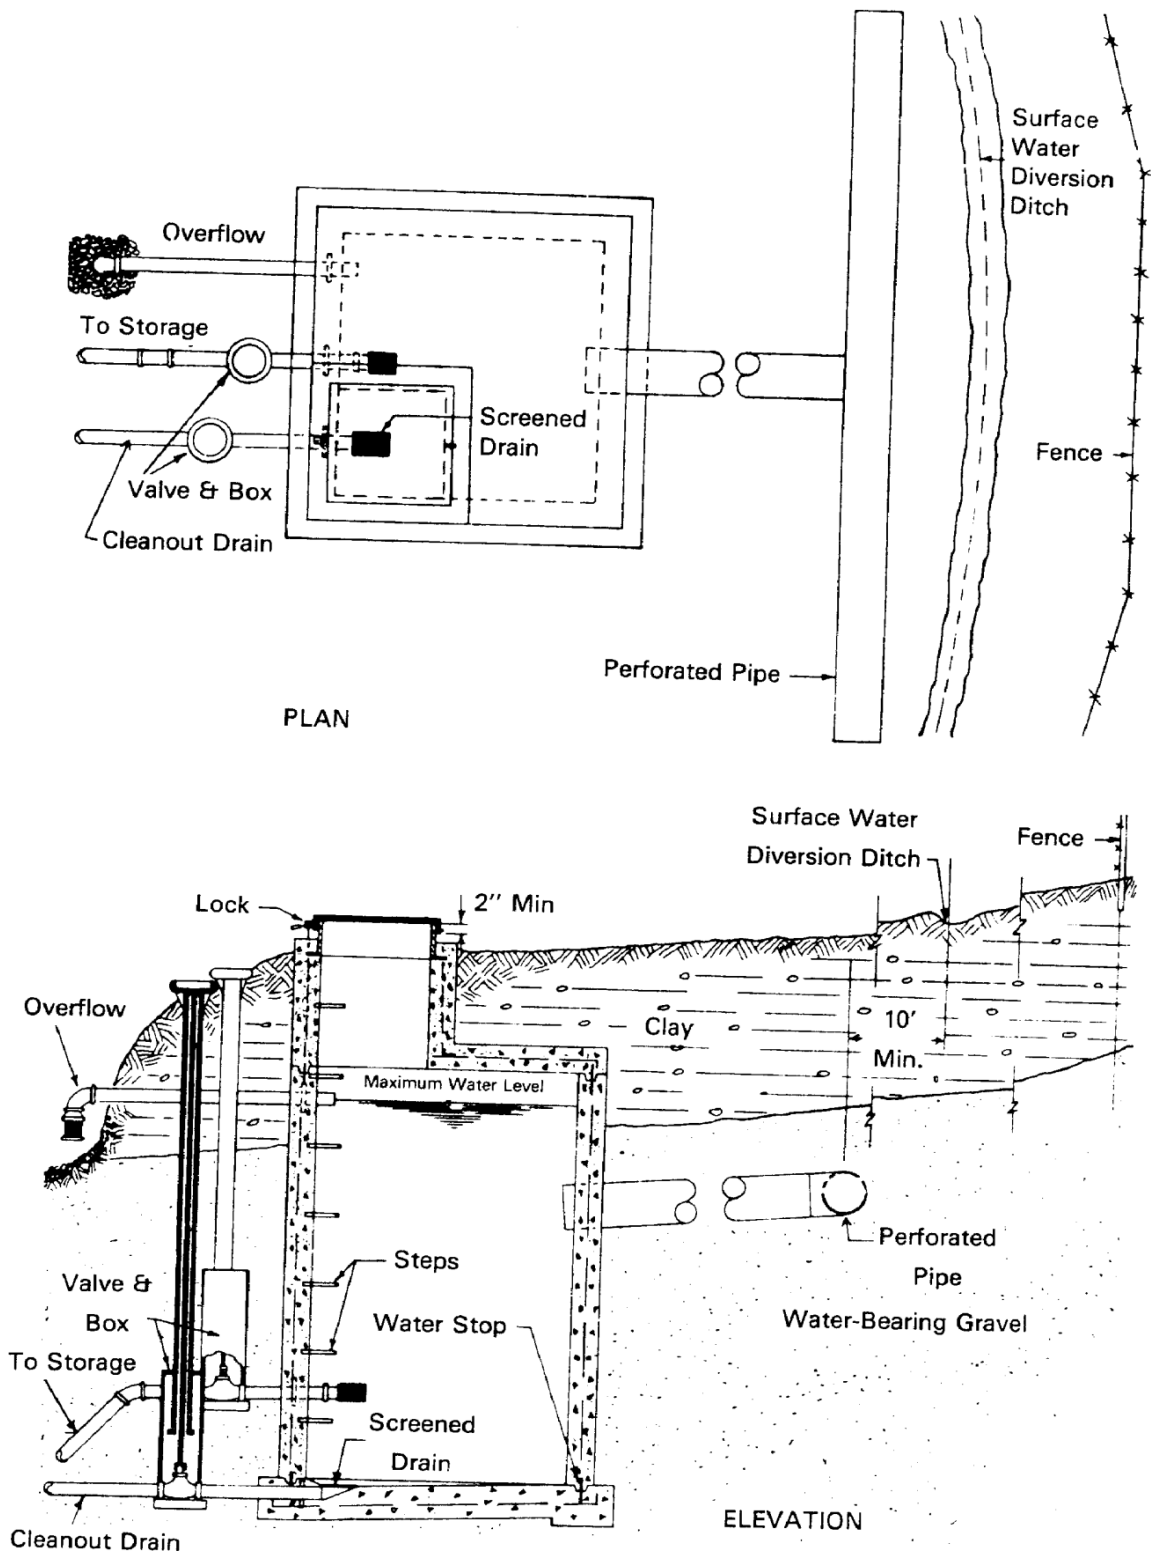 Surface
Water
Diversion
Ditch
Overflow
To Storage
Screened
Drain
Fence
Valve & Box
Cleanout Drain
Perforated Pipe
PLAN
Surface Water
Diversion Ditch
Fence
Lock
2" Min
Overflow
Clay
10'
Min.
Maximum Water Level
Perforated
Pipe
Steps
Valve &
Box
Water Stop
Water-Bearing Gravel
To Storage
Screened
Drain
ELEVATION
Cleanout Drain